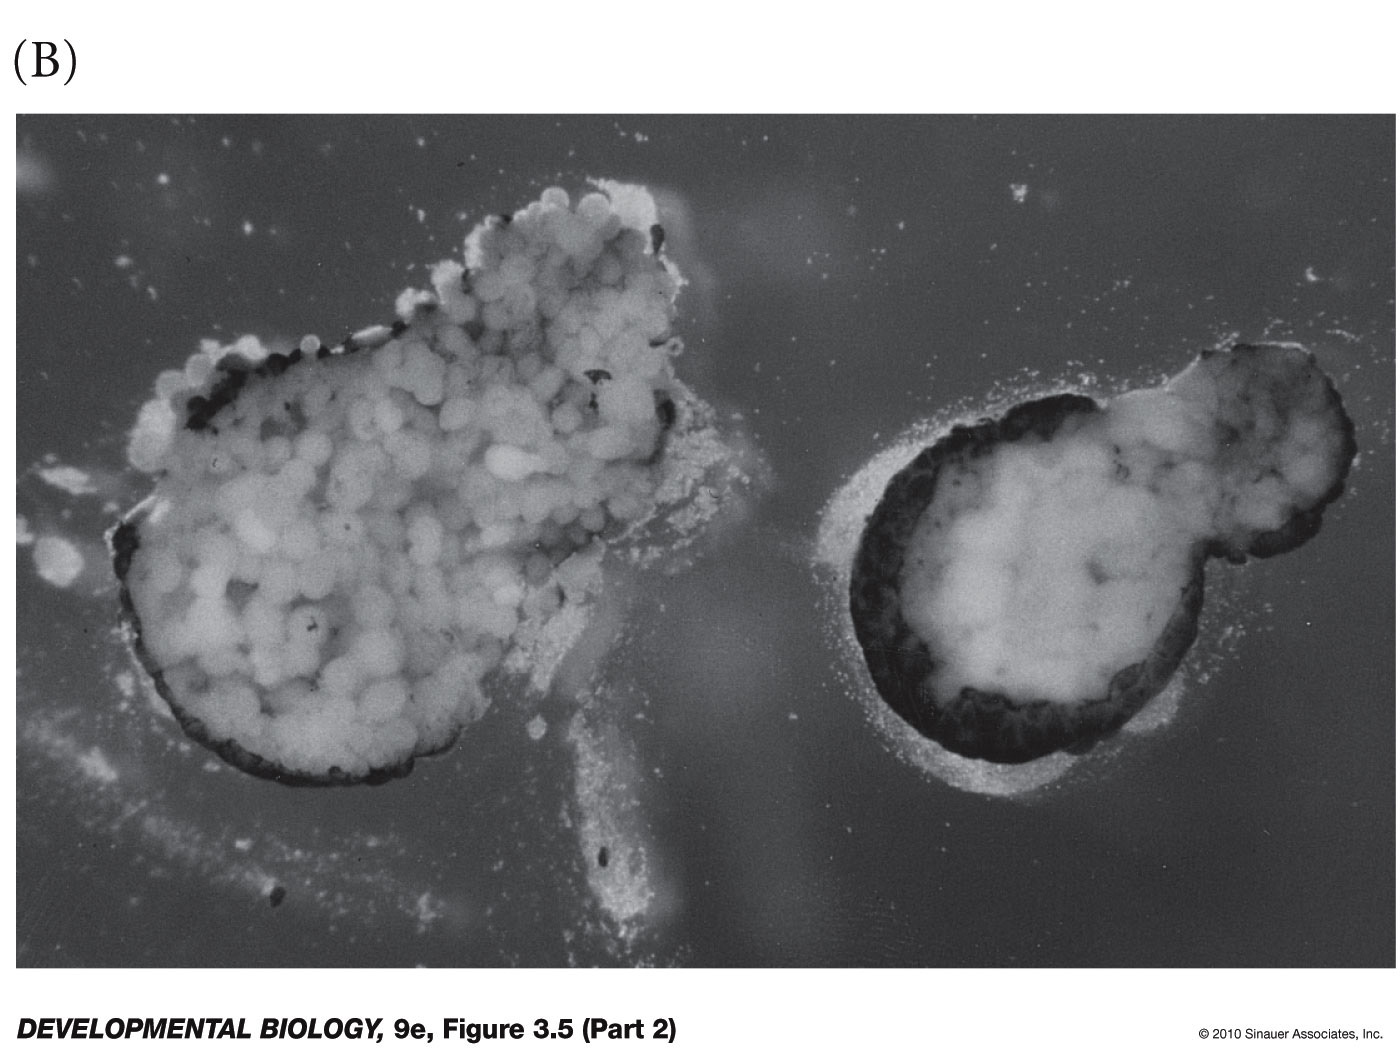 (B)
DEVELOPMENTAL BIOLOGY, 9e, Figure 3.5 (Part 2)
© 2010 Sinauer Associates, Inc.